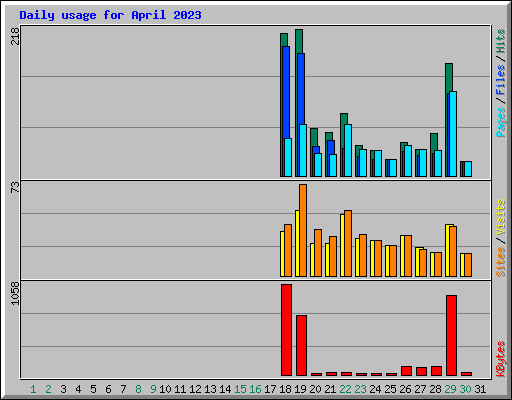 Daily usage for April 2023
218
Pages / Files / Hits
73
Sites / Visits
1058
KBytes
1 2 3 4 5 6 7 8 9 10 11 12 13 14 15 16 17 18 19 20 21 22 23 24 25 26 27 28 29 30 31